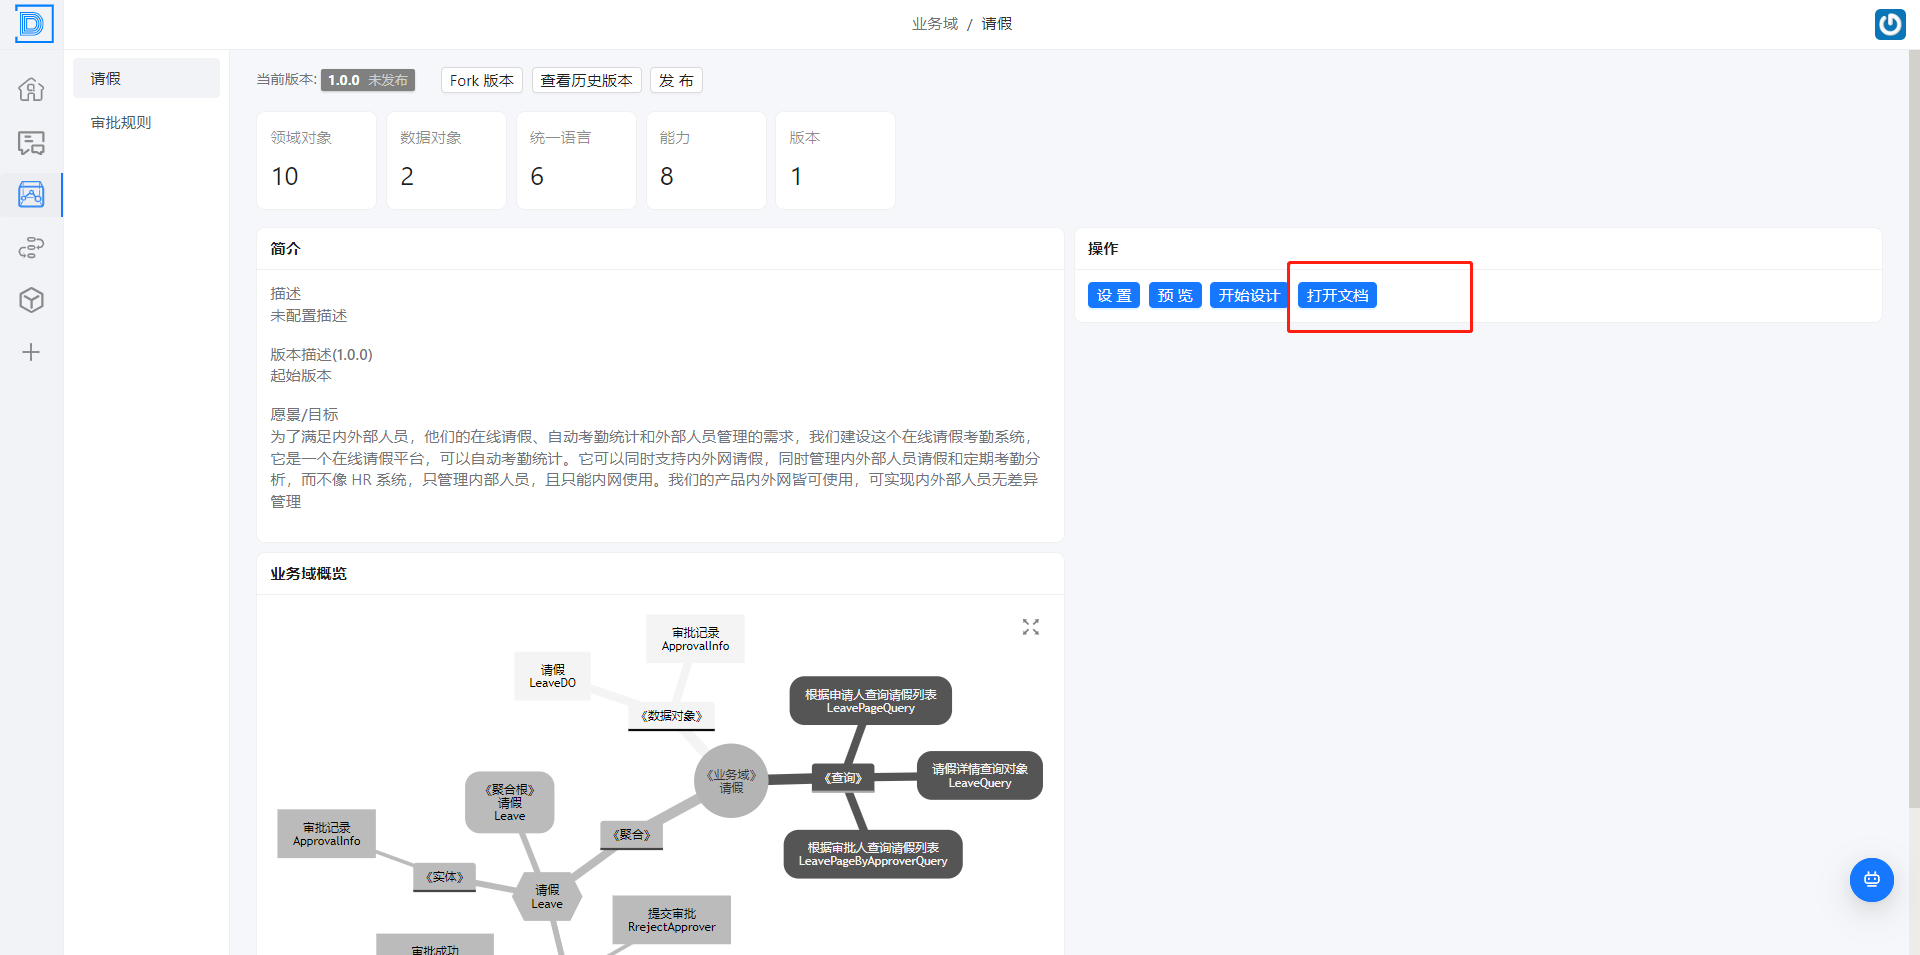 业务域 / 请假
请假
审批规则
当前版本: 1.0.0 未发布 Fork 版本 查看历史版本 发 布
领域对象 数据对象 统一语言 能力 版本
10 2 6 8 1
简介
描述
未配置描述
版本描述(1.0.0)
起始版本
愿景/目标
为了满足内外部人员，他们的在线请假、自动考勤统计和外部人员管理的需求，我们建设这个在线请假考勤系统，
它是一个在线请假平台，可以自动考勤统计。它可以同时支持内外网请假，同时管理内外部人员请假和定期考勤分
析，而不像 HR 系统，只管理内部人员，且只能内网使用。我们的产品内外网皆可使用，可实现内外部人员无差异
管理
操作
设 置 预 览 开始设计 打开文档
业务域概览
审批记录
ApprovalInfo
请假
LeaveDO
《数据对象》
根据申请人查询请假列表
LeavePageQuery
《业务域》
请假
《查询》
请假详情查询对象
LeaveQuery
《聚合根》
请假
Leave
审批记录
ApprovalInfo
《聚合》
根据审批人查询请假列表
LeavePageByApproverQuery
《实体》
请假
Leave
提交审批
RrejectApprover
审批成功